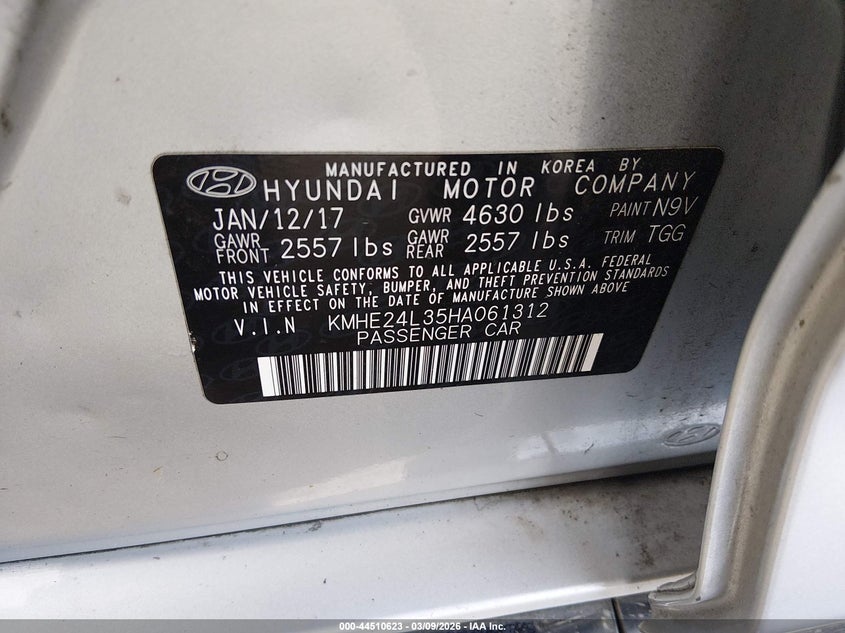 MANUFACTURED IN KOREA BY
HYUNDAI MOTOR COMPANY
JAN/12/17 GVWR 4630 lbs PAINT N9V
GAWR FRONT 2557 lbs GAWR REAR 2557 lbs TRIM TGG
THIS VEHICLE CONFORMS TO ALL APPLICABLE U.S.A. FEDERAL
MOTOR VEHICLE SAFETY, BUMPER, AND THEFT PREVENTION STANDARDS
IN EFFECT ON THE DATE OF MANUFACTURE SHOWN ABOVE
V.I.N KMHE24L35HA061312
PASSENGER CAR
000-44510623 - 03/09/2026 - IAA Inc.